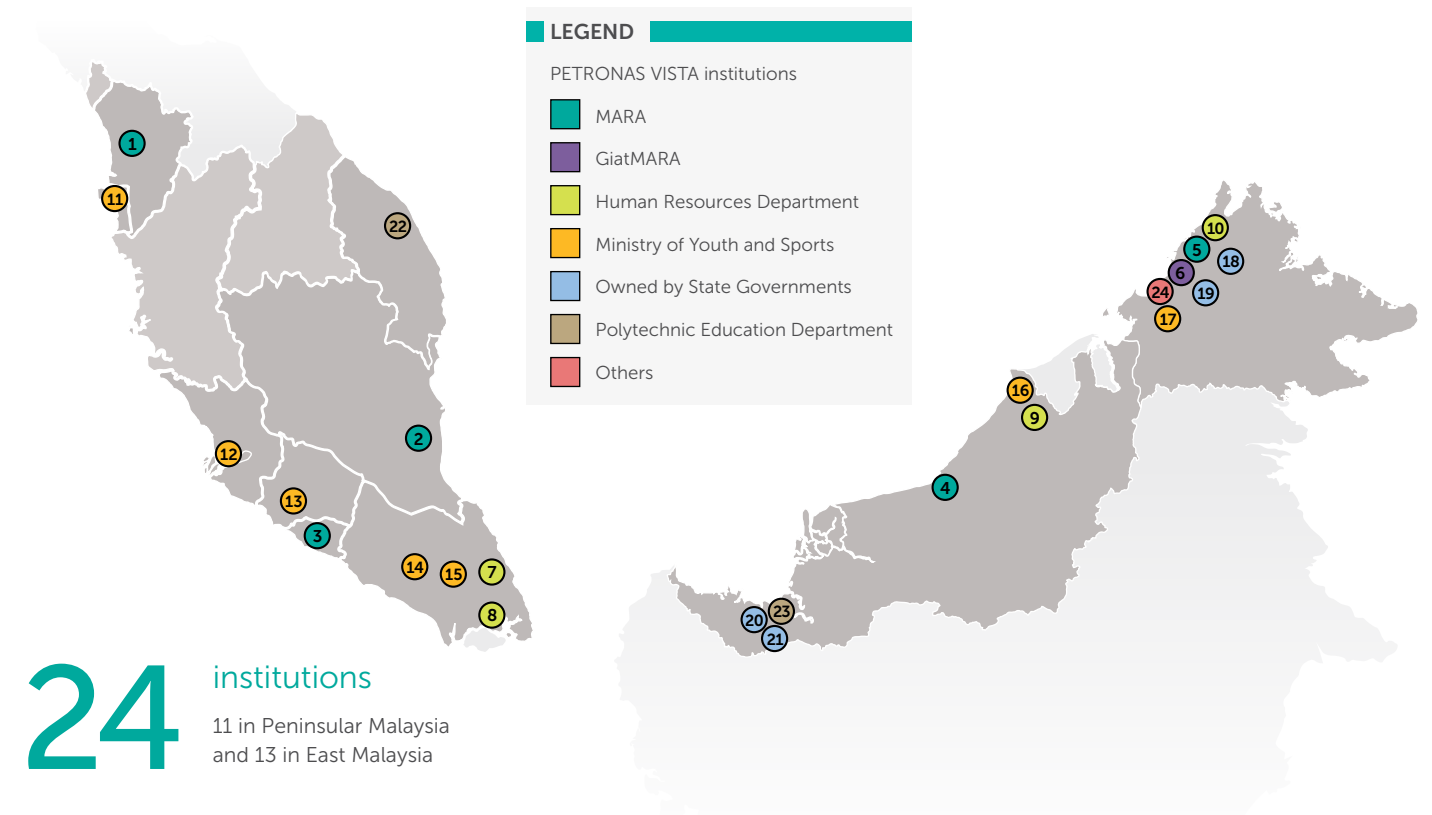 LEGEND
PETRONAS VISTA institutions
MARA
GiatMARA
Human Resources Department
Ministry of Youth and Sports
Owned by State Governments
Polytechnic Education Department
Others
1
11
22
2
12
13
3
14
15
7
8
10
5
18
6
24
19
17
16
9
4
23
20
21
24
institutions
11 in Peninsular Malaysia
and 13 in East Malaysia